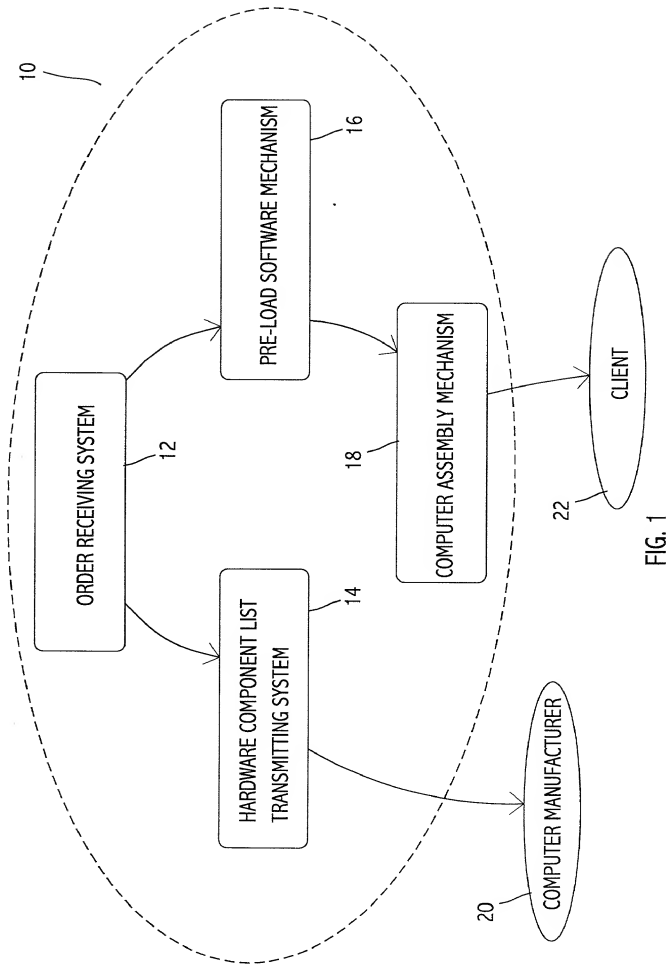 10
ORDER RECEIVING SYSTEM
12
HARDWARE COMPONENT LIST
TRANSMITTING SYSTEM
14
PRE-LOAD SOFTWARE MECHANISM
16
COMPUTER ASSEMBLY MECHANISM
18
COMPUTER MANUFACTURER
20
CLIENT
22
FIG. 1